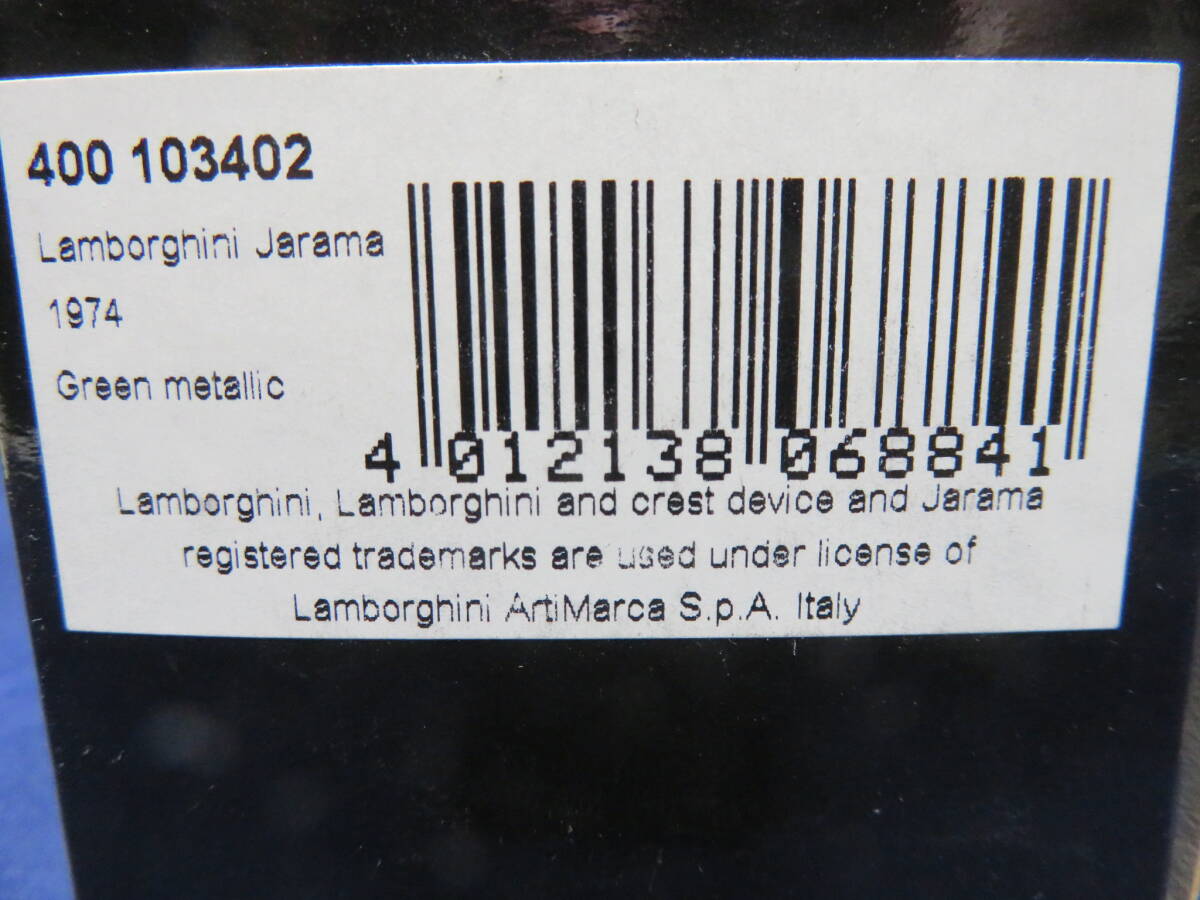 400 103402
Lamborghini Jarama
1974
Green metallic
4 012138 068841
Lamborghini, Lamborghini and crest device and Jarama
registered trademarks are used under license of
Lamborghini ArtiMarca S.p.A. Italy